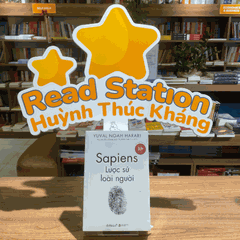 Read Station
Huỳnh Thúc Kháng
YUVAL NOAH HARARI
Sapiens
Lược sử
loài người